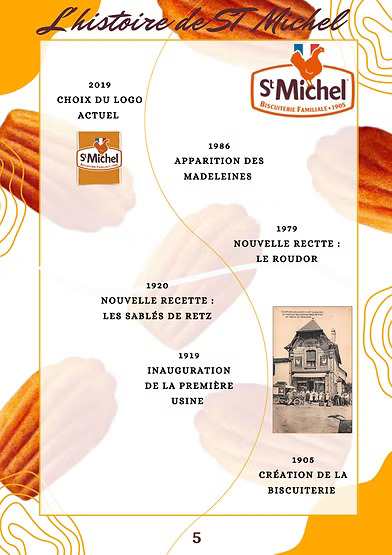 L'histoire de ST Michel
St Michel
BISCUITERIE FAMILIALE • 1905
2019
CHOIX DU LOGO
ACTUEL
St Michel
1986
APPARITION DES
MADELEINES
1979
NOUVELLE RECTTE :
LE ROUDOR
1920
NOUVELLE RECETTE :
LES SABLÉS DE RETZ
1919
INAUGURATION
DE LA PREMIÈRE
USINE
1905
CRÉATION DE LA
BISCUITERIE
5